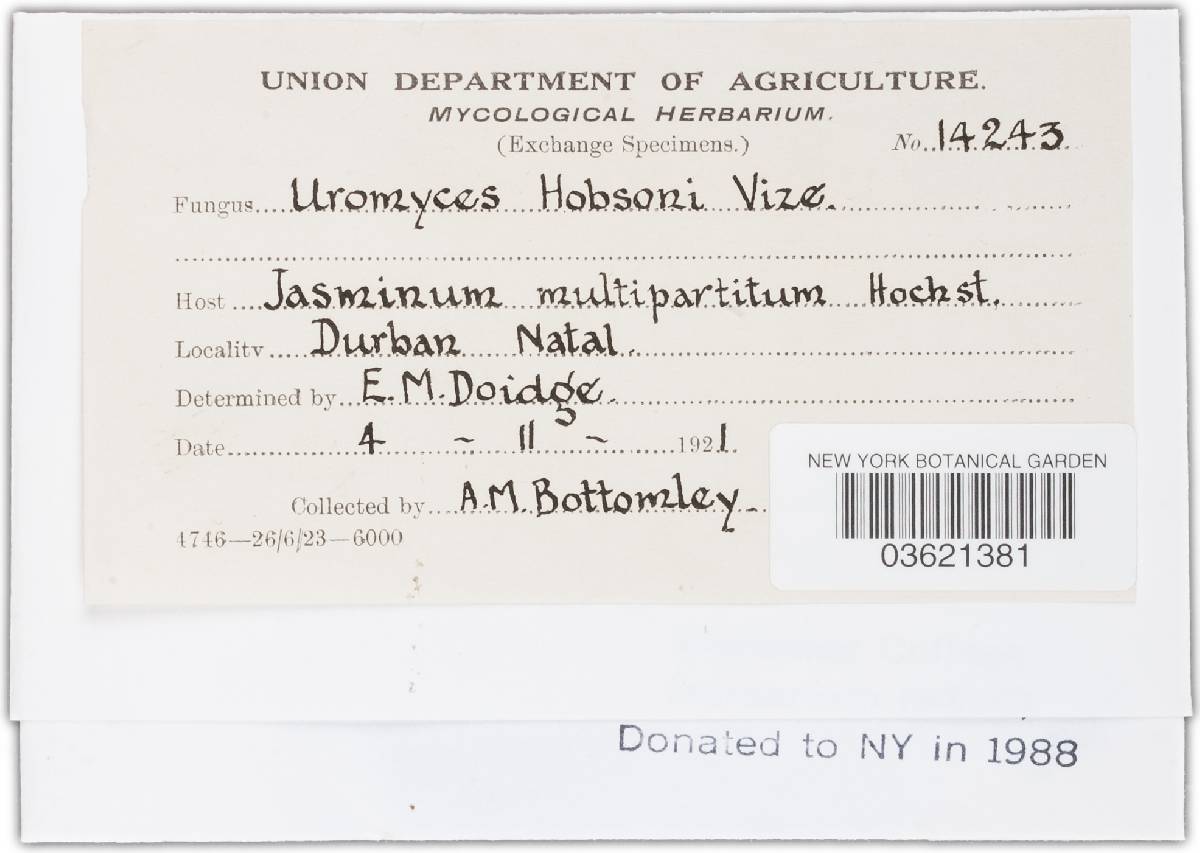 UNION DEPARTMENT OF AGRICULTURE.
MYCOLOGICAL HERBARIUM.
(Exchange Specimens.)
No. 14243
Fungus Uromyces Hobsoni Vize.
Host Jasminum multipartitum Hochst.
Locality Durban Natal.
Determined by E.M. Doidge.
Date 4 ~ 11 ~ 1921.
Collected by A.M. Bottomley
4746—26/6/23—6000
NEW YORK BOTANICAL GARDEN
03621381
Donated to NY in 1988